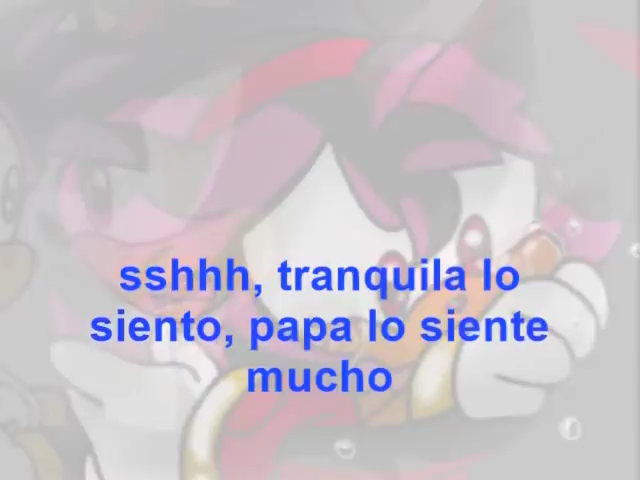 sshhh, tranquila lo
siento, papa lo siente
mucho